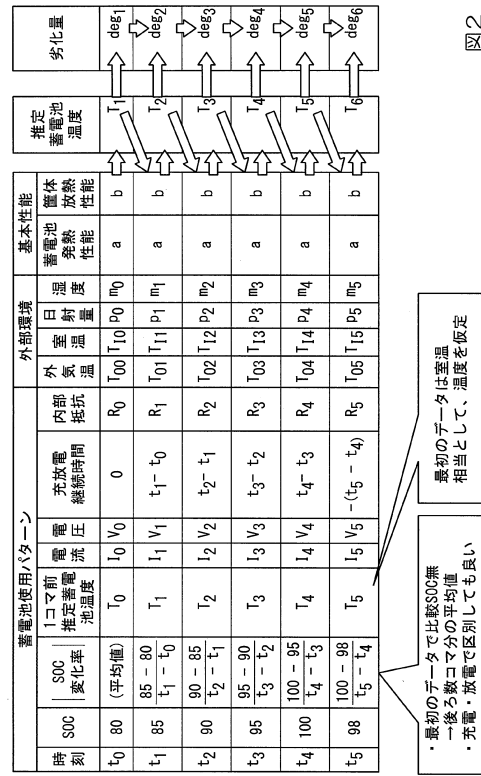 蓄電池使用パターン 外部環境 基本性能 推定蓄電池温度 劣化量
時刻 SOC SOC変化率 1コマ前推定蓄電池温度 電流 電圧 充放電継続時間 内部抵抗 外気温 室温 日射量 湿度 蓄電池発熱性能 筐体放熱性能
t0 80 (平均値) T0 I0 V0 0 R0 TO0 TI0 p0 m0 a b T1 deg1
t1 85 85 - 80 / t1 - t0 T1 I1 V1 t1 - t0 R1 TO1 TI1 p1 m1 a b T2 deg2
t2 90 90 - 85 / t2 - t1 T2 I2 V2 t2 - t1 R2 TO2 TI2 p2 m2 a b T3 deg3
t3 95 95 - 90 / t3 - t2 T3 I3 V3 t3 - t2 R3 TO3 TI3 p3 m3 a b T4 deg4
t4 100 100 - 95 / t4 - t3 T4 I4 V4 t4 - t3 R4 TO4 TI4 p4 m4 a b T5 deg5
t5 98 100 - 98 / t5 - t4 T5 I5 V5 -(t5 - t4) R5 TO5 TI5 p5 m5 a b T6 deg6
・最初のデータで比較SOC無
→後ろ数コマ分の平均値
・充電・放電で区別しても良い
最初のデータは室温
相当として、温度を仮定
図2